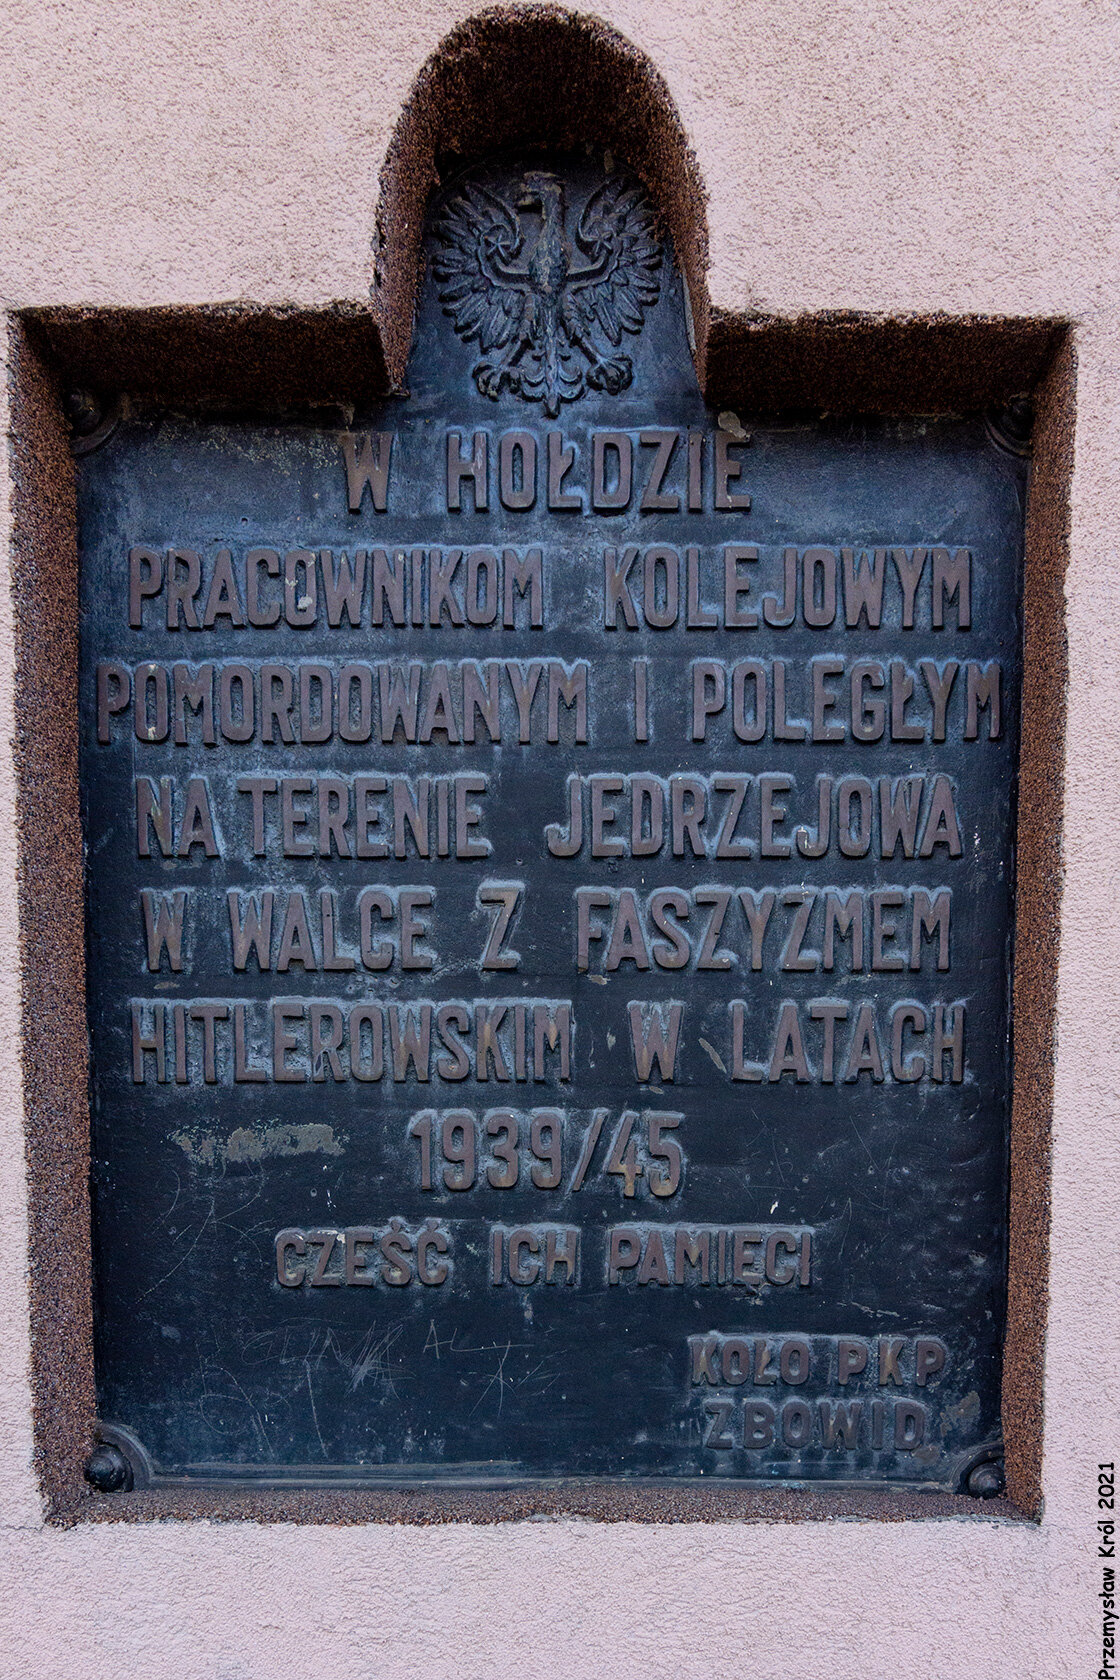 W HOŁDZIE
PRACOWNIKOM KOLEJOWYM
POMORDOWANYM I POLEGŁYM
NA TERENIE JEDRZEJOWA
W WALCE Z FASZYZMEM
HITLEROWSKIM W LATACH
1939/45
CZEŚĆ ICH PAMIĘCI
KOŁO PKP
ZBOWID
Przemysław Król 2021